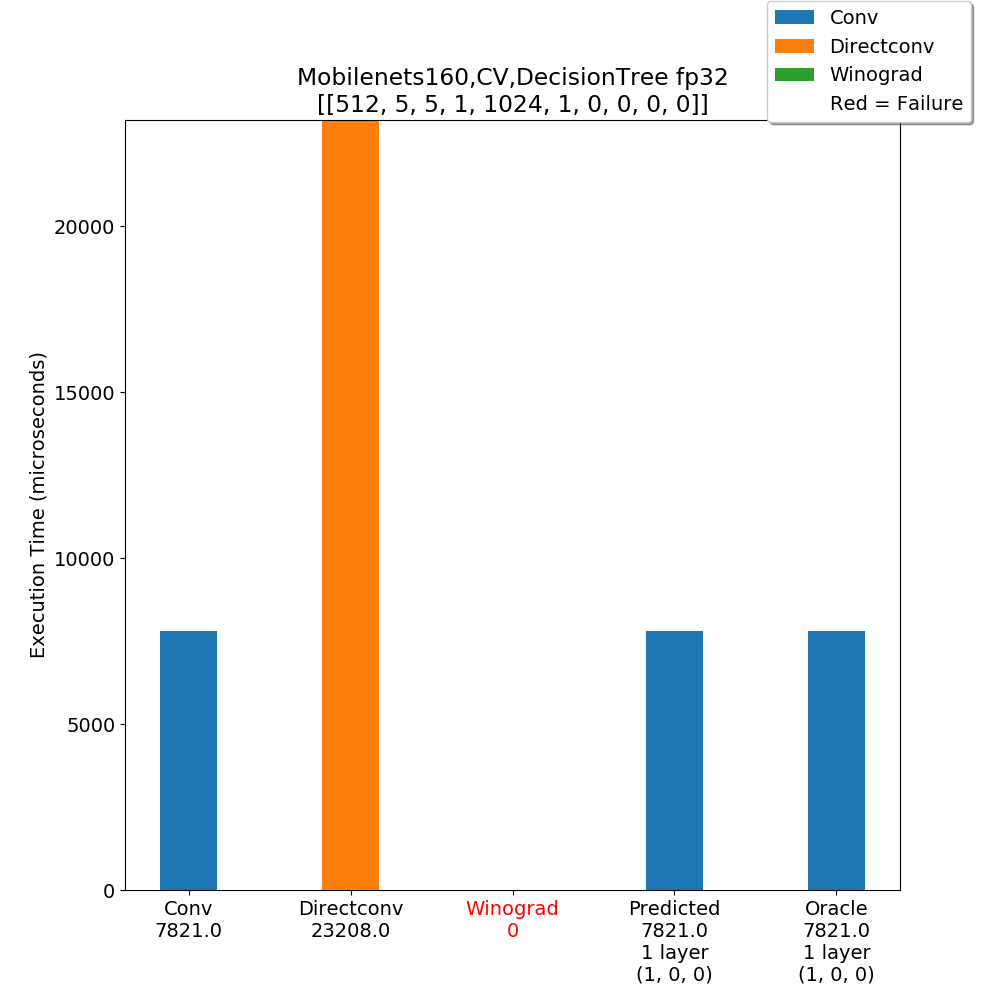 Conv
Directconv
Winograd
Red = Failure
Mobilenets160,CV,DecisionTree fp32
[[512, 5, 5, 1, 1024, 1, 0, 0, 0, 0]]
Execution Time (microseconds)
20000
15000
10000
5000
0
Conv
7821.0
Directconv
23208.0
Winograd
0
Predicted
7821.0
1 layer
(1, 0, 0)
Oracle
7821.0
1 layer
(1, 0, 0)